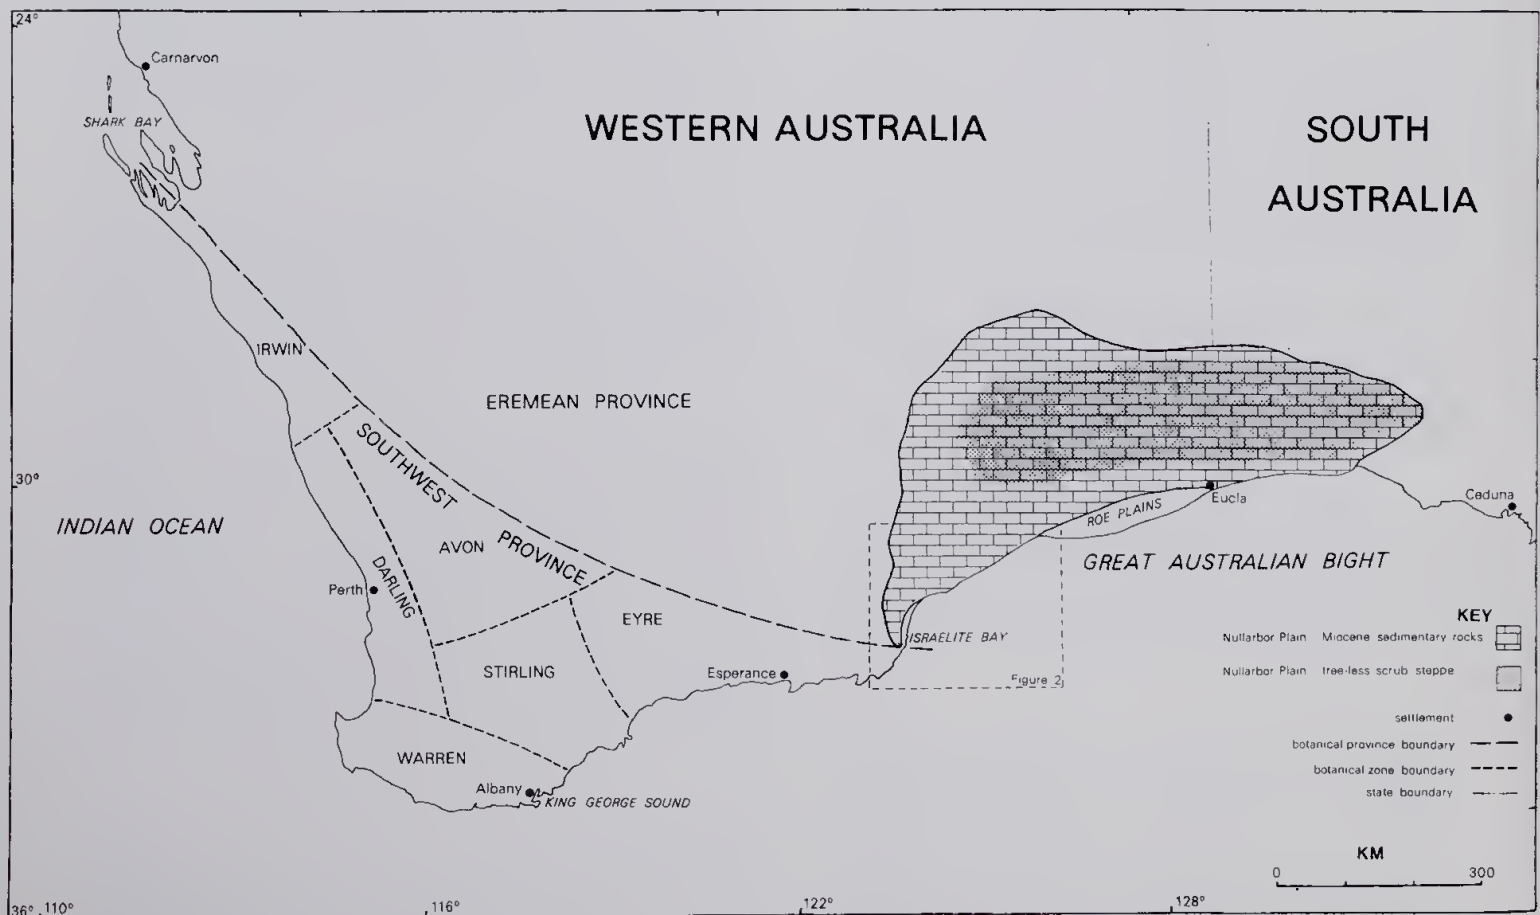 24°
Carnarvon
SHARK BAY
WESTERN AUSTRALIA
SOUTH
AUSTRALIA
IRWIN
EREMEAN PROVINCE
SOUTHWEST PROVINCE
30°
INDIAN OCEAN
AVON
DARLING
Perth
EYRE
STIRLING
WARREN
Albany
KING GEORGE SOUND
Esperance
ISRAELITE BAY
Figure 2
ROE PLAINS
Eucla
Ceduna
GREAT AUSTRALIAN BIGHT
KEY
Nullarbor Plain Miocene sedimentary rocks
Nullarbor Plain tree-less scrub steppe
settlement
botanical province boundary
botanical zone boundary
state boundary
KM
0 300
36° 110° 116° 122° 128°